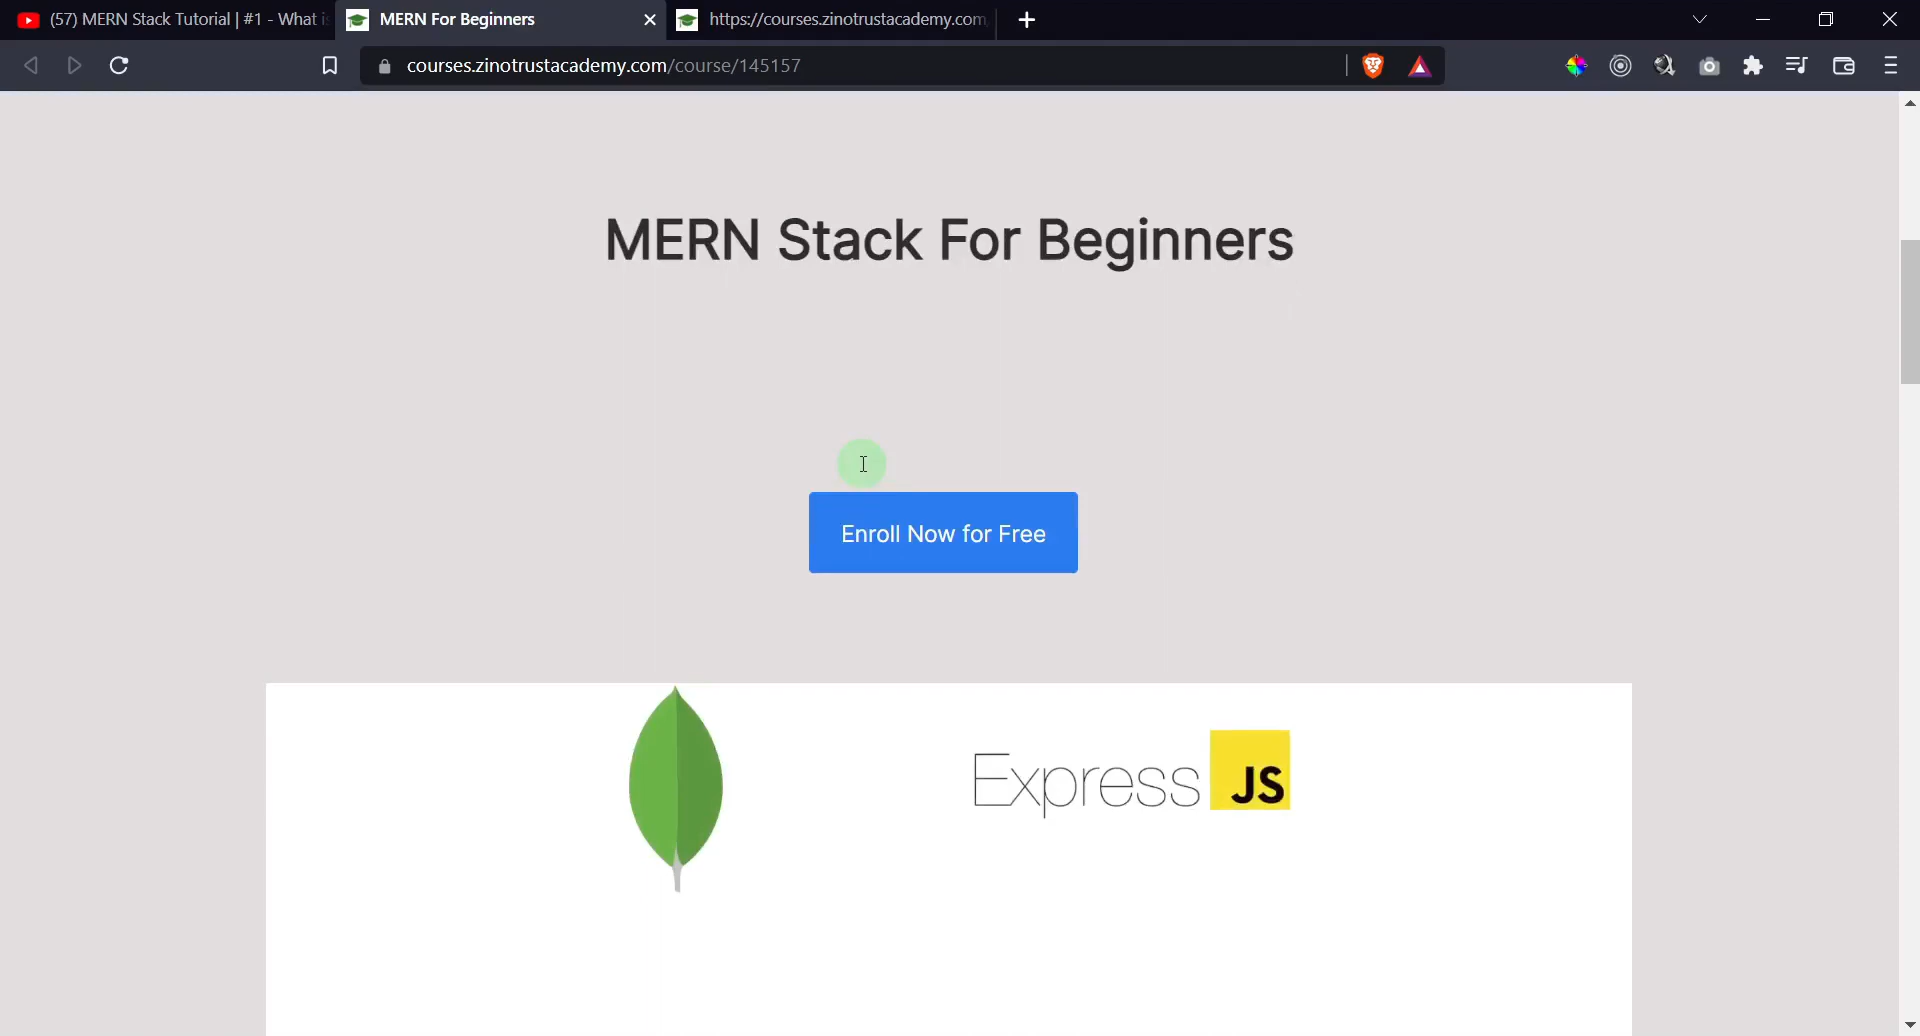 (57) MERN Stack Tutorial | #1 - What is
MERN For Beginners
https://courses.zinotrustacademy.com
courses.zinotrustacademy.com/course/145157
MERN Stack For Beginners
Enroll Now for Free
Express
JS